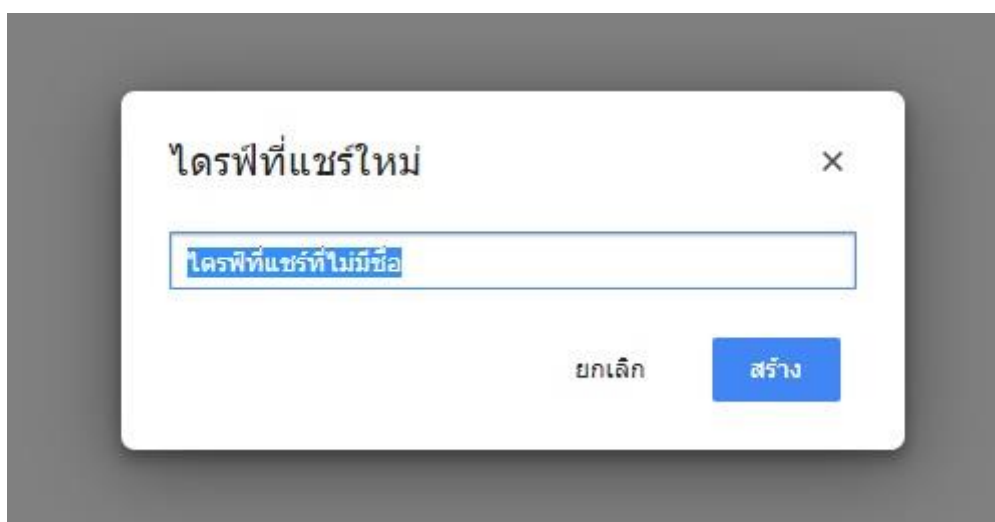 ไดรฟ์ที่แชร์ใหม่
ไดรฟ์ที่แชร์ที่ไม่มีชื่อ
ยกเลิก
สร้าง